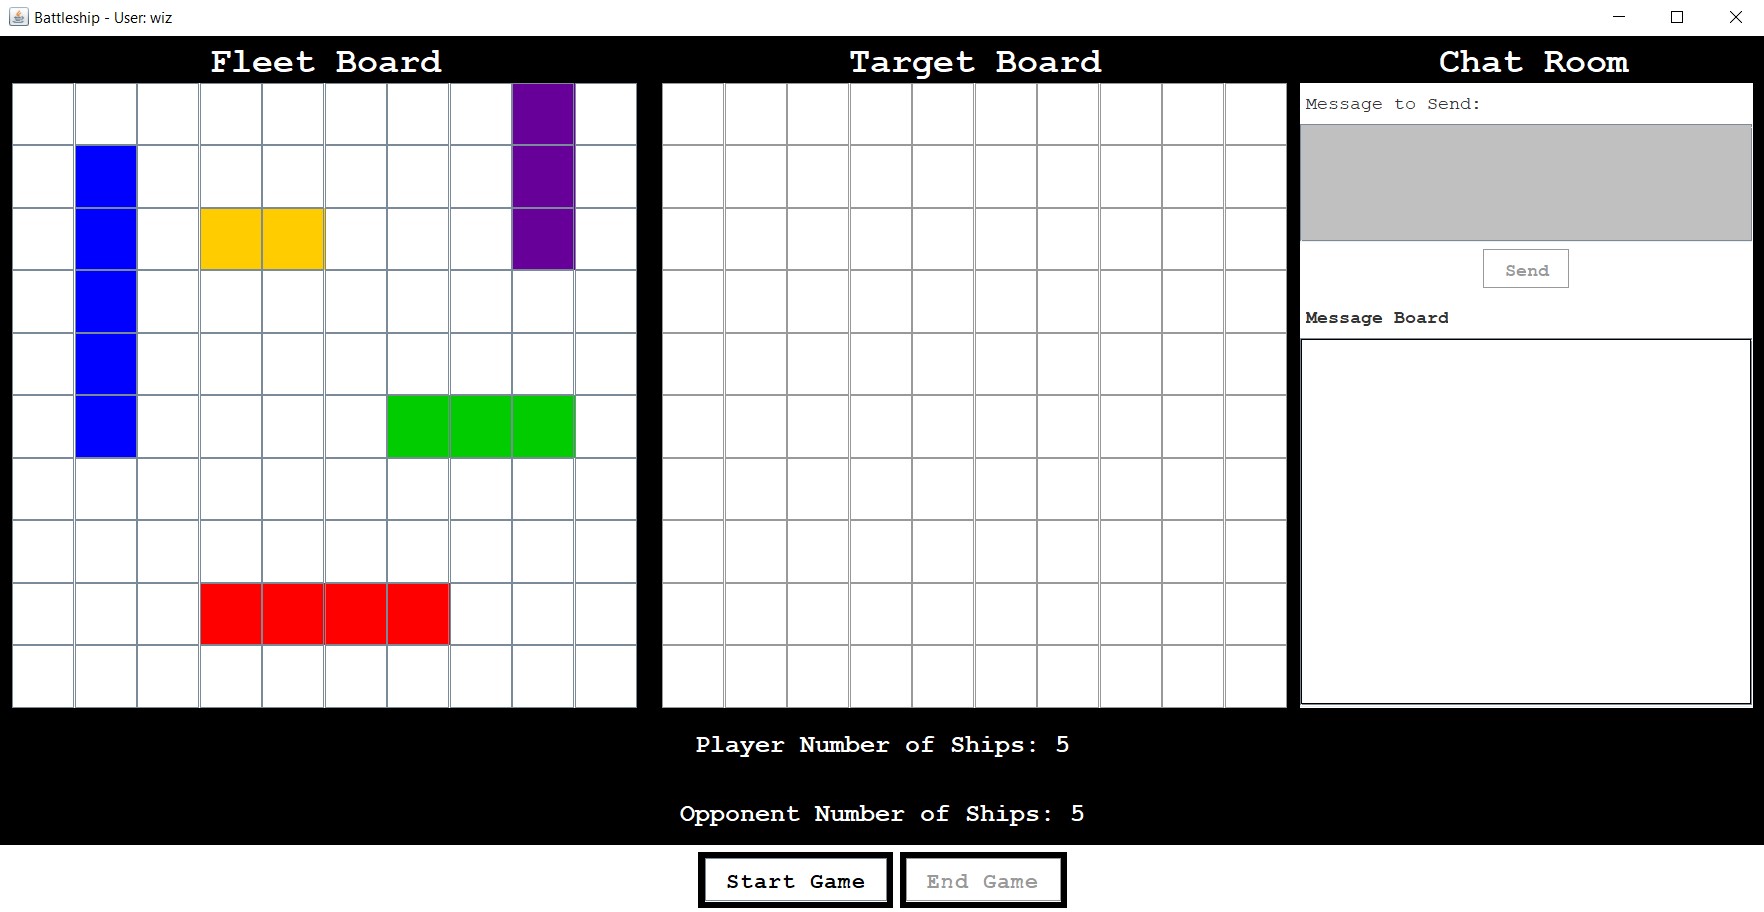 Battleship - User: wiz
Fleet Board
Target Board
Chat Room
Message to Send:
Send
Message Board
Player Number of Ships: 5
Opponent Number of Ships: 5
Start Game
End Game